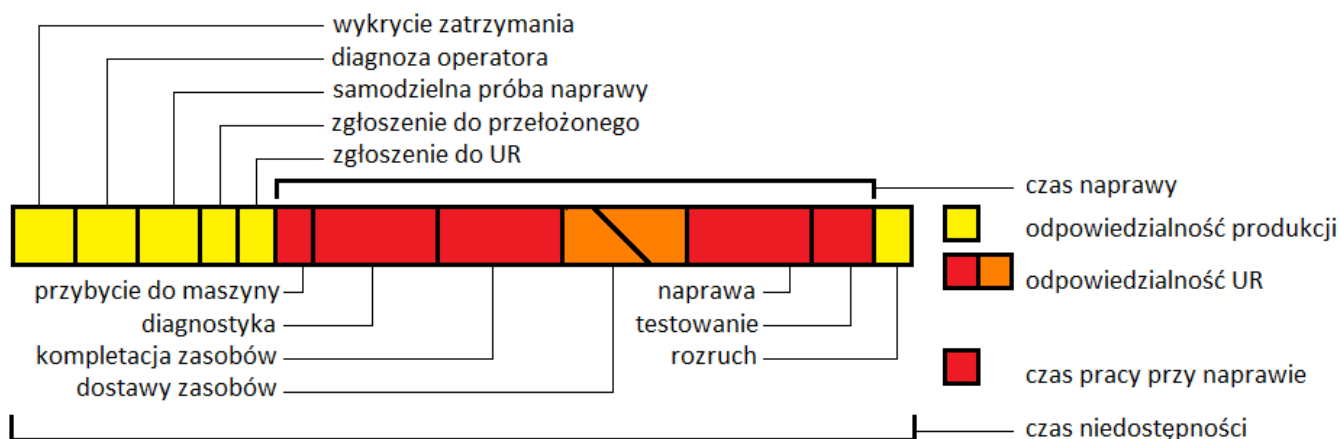 wykrycie zatrzymania
diagnoza operatora
samodzielna próba naprawy
zgłoszenie do przełożonego
zgłoszenie do UR
czas naprawy
odpowiedzialność produkcji
odpowiedzialność UR
przybycie do maszyny
diagnostyka
kompletacja zasobów
dostawy zasobów
naprawa
testowanie
rozruch
czas pracy przy naprawie
czas niedostępności